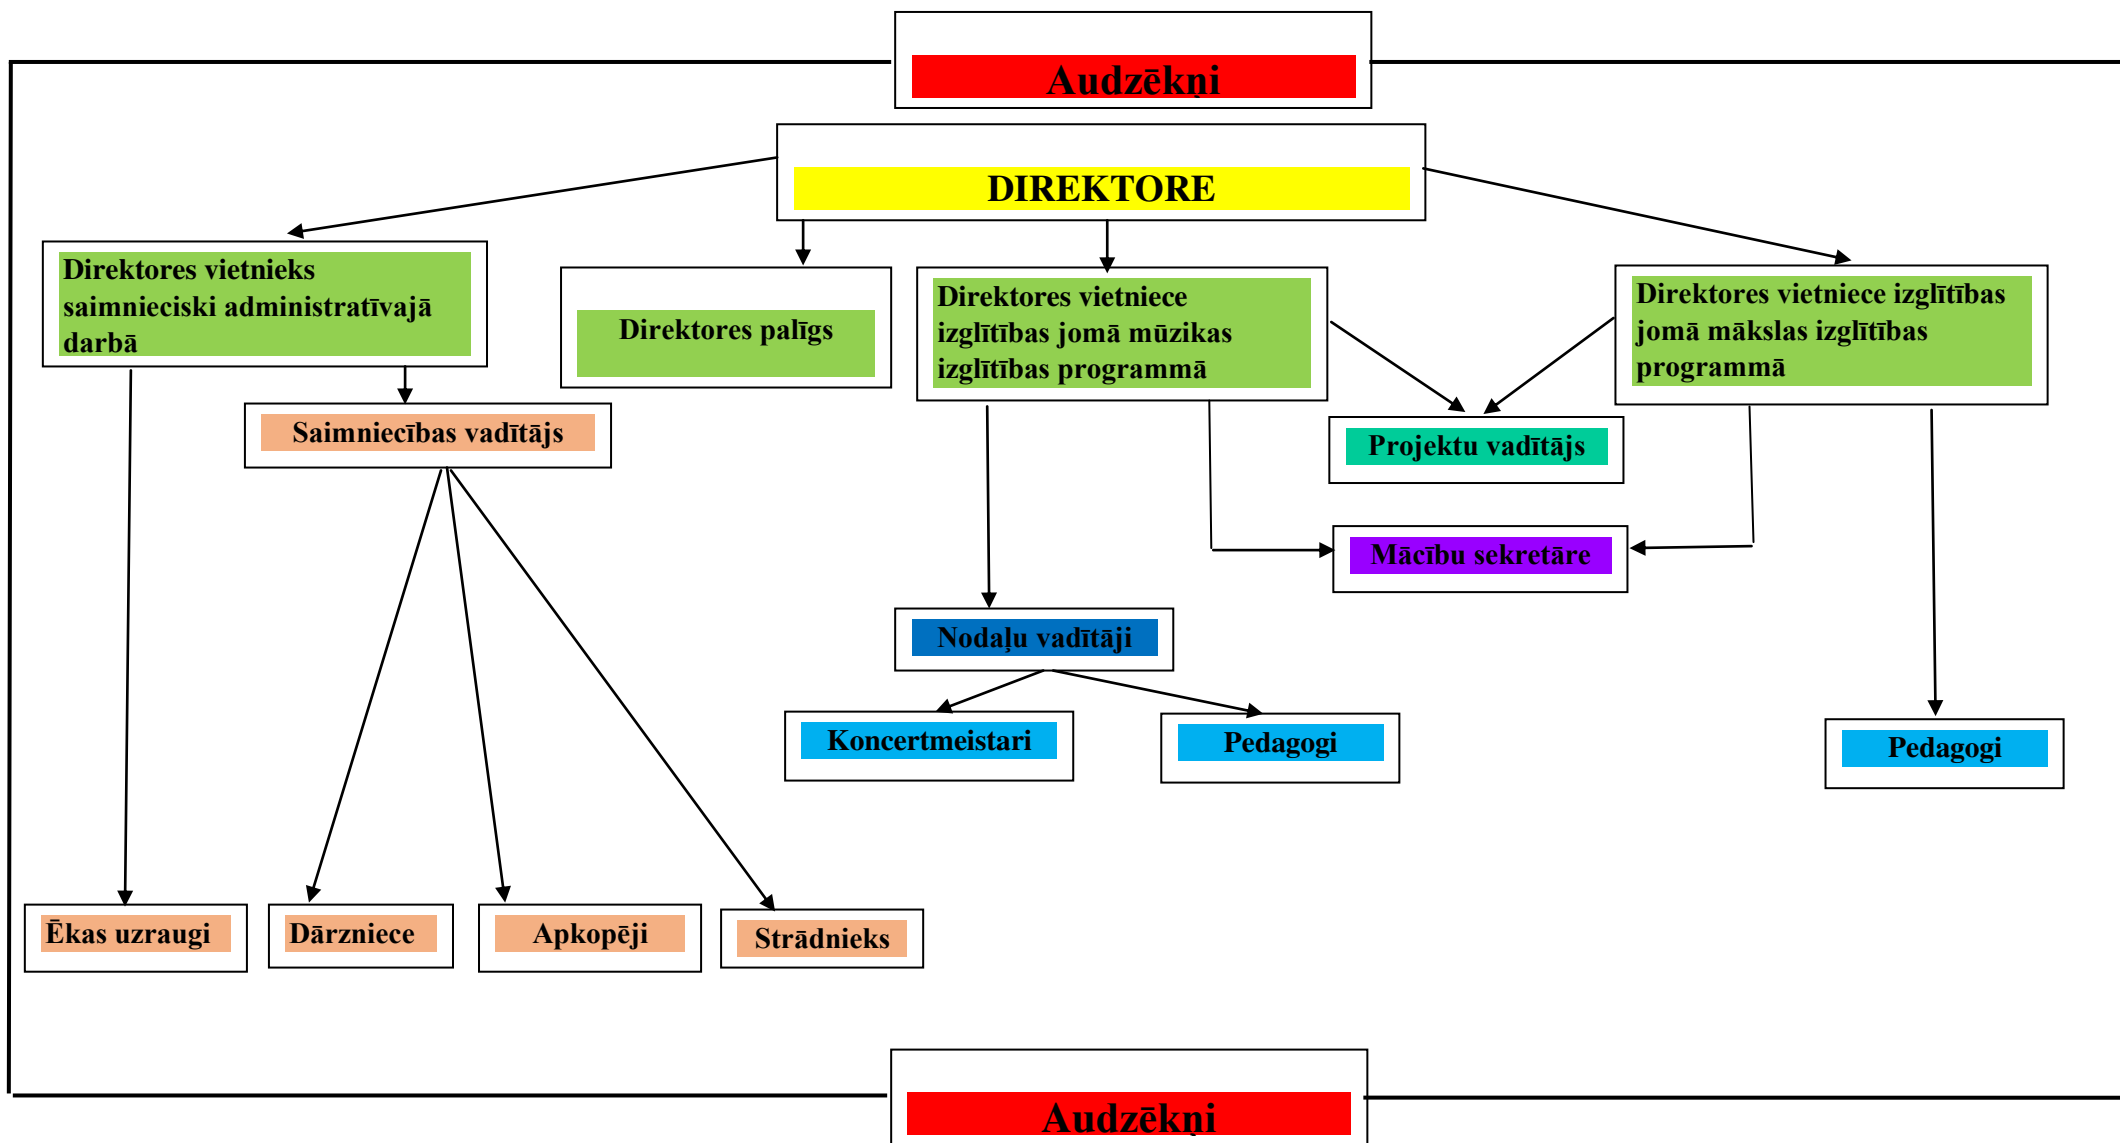 Audzēkņi
DIREKTORE
Direktores vietnieks
saimnieciski administratīvajā
darbā
Direktores palīgs
Direktores vietniece
izglītības jomā mūzikas
izglītības programmā
Direktores vietniece izglītības
jomā mākslas izglītības
programmā
Saimniecības vadītājs
Projektu vadītājs
Mācību sekretāre
Nodaļu vadītāji
Koncertmeistari
Pedagogi
Pedagogi
Ēkas uzraugi
Dārzniece
Apkopēji
Strādnieks
Audzēkņi